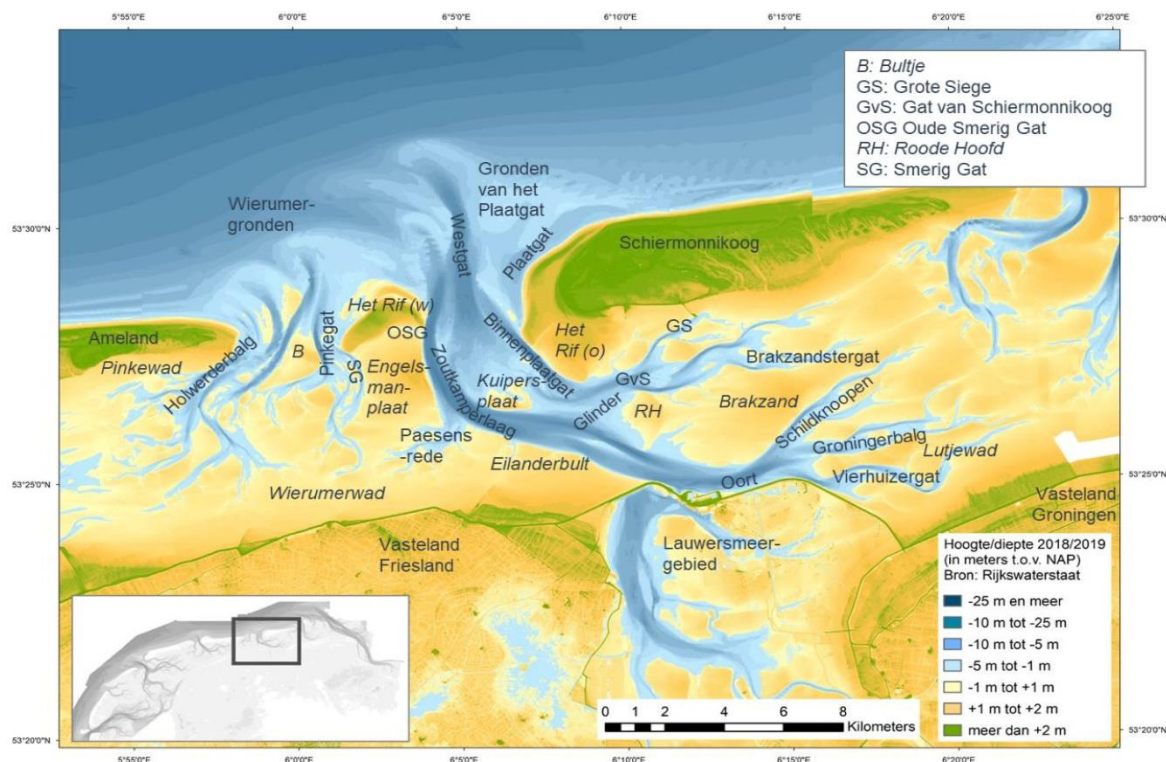 5°55'0"E
6°0'0"E
6°5'0"E
6°10'0"E
6°15'0"E
6°20'0"E
6°25'0"E
B: Bultje
GS: Grote Siege
GvS: Gat van Schiermonnikoog
OSG Oude Smerig Gat
RH: Roode Hoofd
SG: Smerig Gat
Gronden
van het
Plaatgat
Wierumer-
gronden
53°30'0"N
53°30'0"N
Westgat
Plaatgat
Schiermonnikoog
Het Rif (w)
OSG
Ameland
Pinkewad
Holwerderbalg
B
Pinkegat
SG
Engels-
man-
plaat
Zoutkamperlaag
Binnenplaatgat
Het
Rif (o)
GS
Kuipers-
plaat
GvS
Brakzandstergat
Glinder
RH
Brakzand
Schildknoopen
Paesens
-rede
Eilanderbult
Groningerbalg
Lutjewad
Wierumerwad
Oort
Vierhuizergat
53°25'0"N
53°25'0"N
Vasteland
Groningen
Vasteland
Friesland
Lauwersmeer-
gebied
Hoogte/diepte 2018/2019
(in meters t.o.v. NAP)
Bron: Rijkswaterstaat
-25 m en meer
-10 m tot -25 m
-10 m tot -5 m
-5 m tot -1 m
-1 m tot +1 m
+1 m tot +2 m
meer dan +2 m
0 1 2 4 6 8
Kilometers
53°20'0"N
53°20'0"N
5°55'0"E
6°0'0"E
6°5'0"E
6°10'0"E
6°15'0"E
6°20'0"E